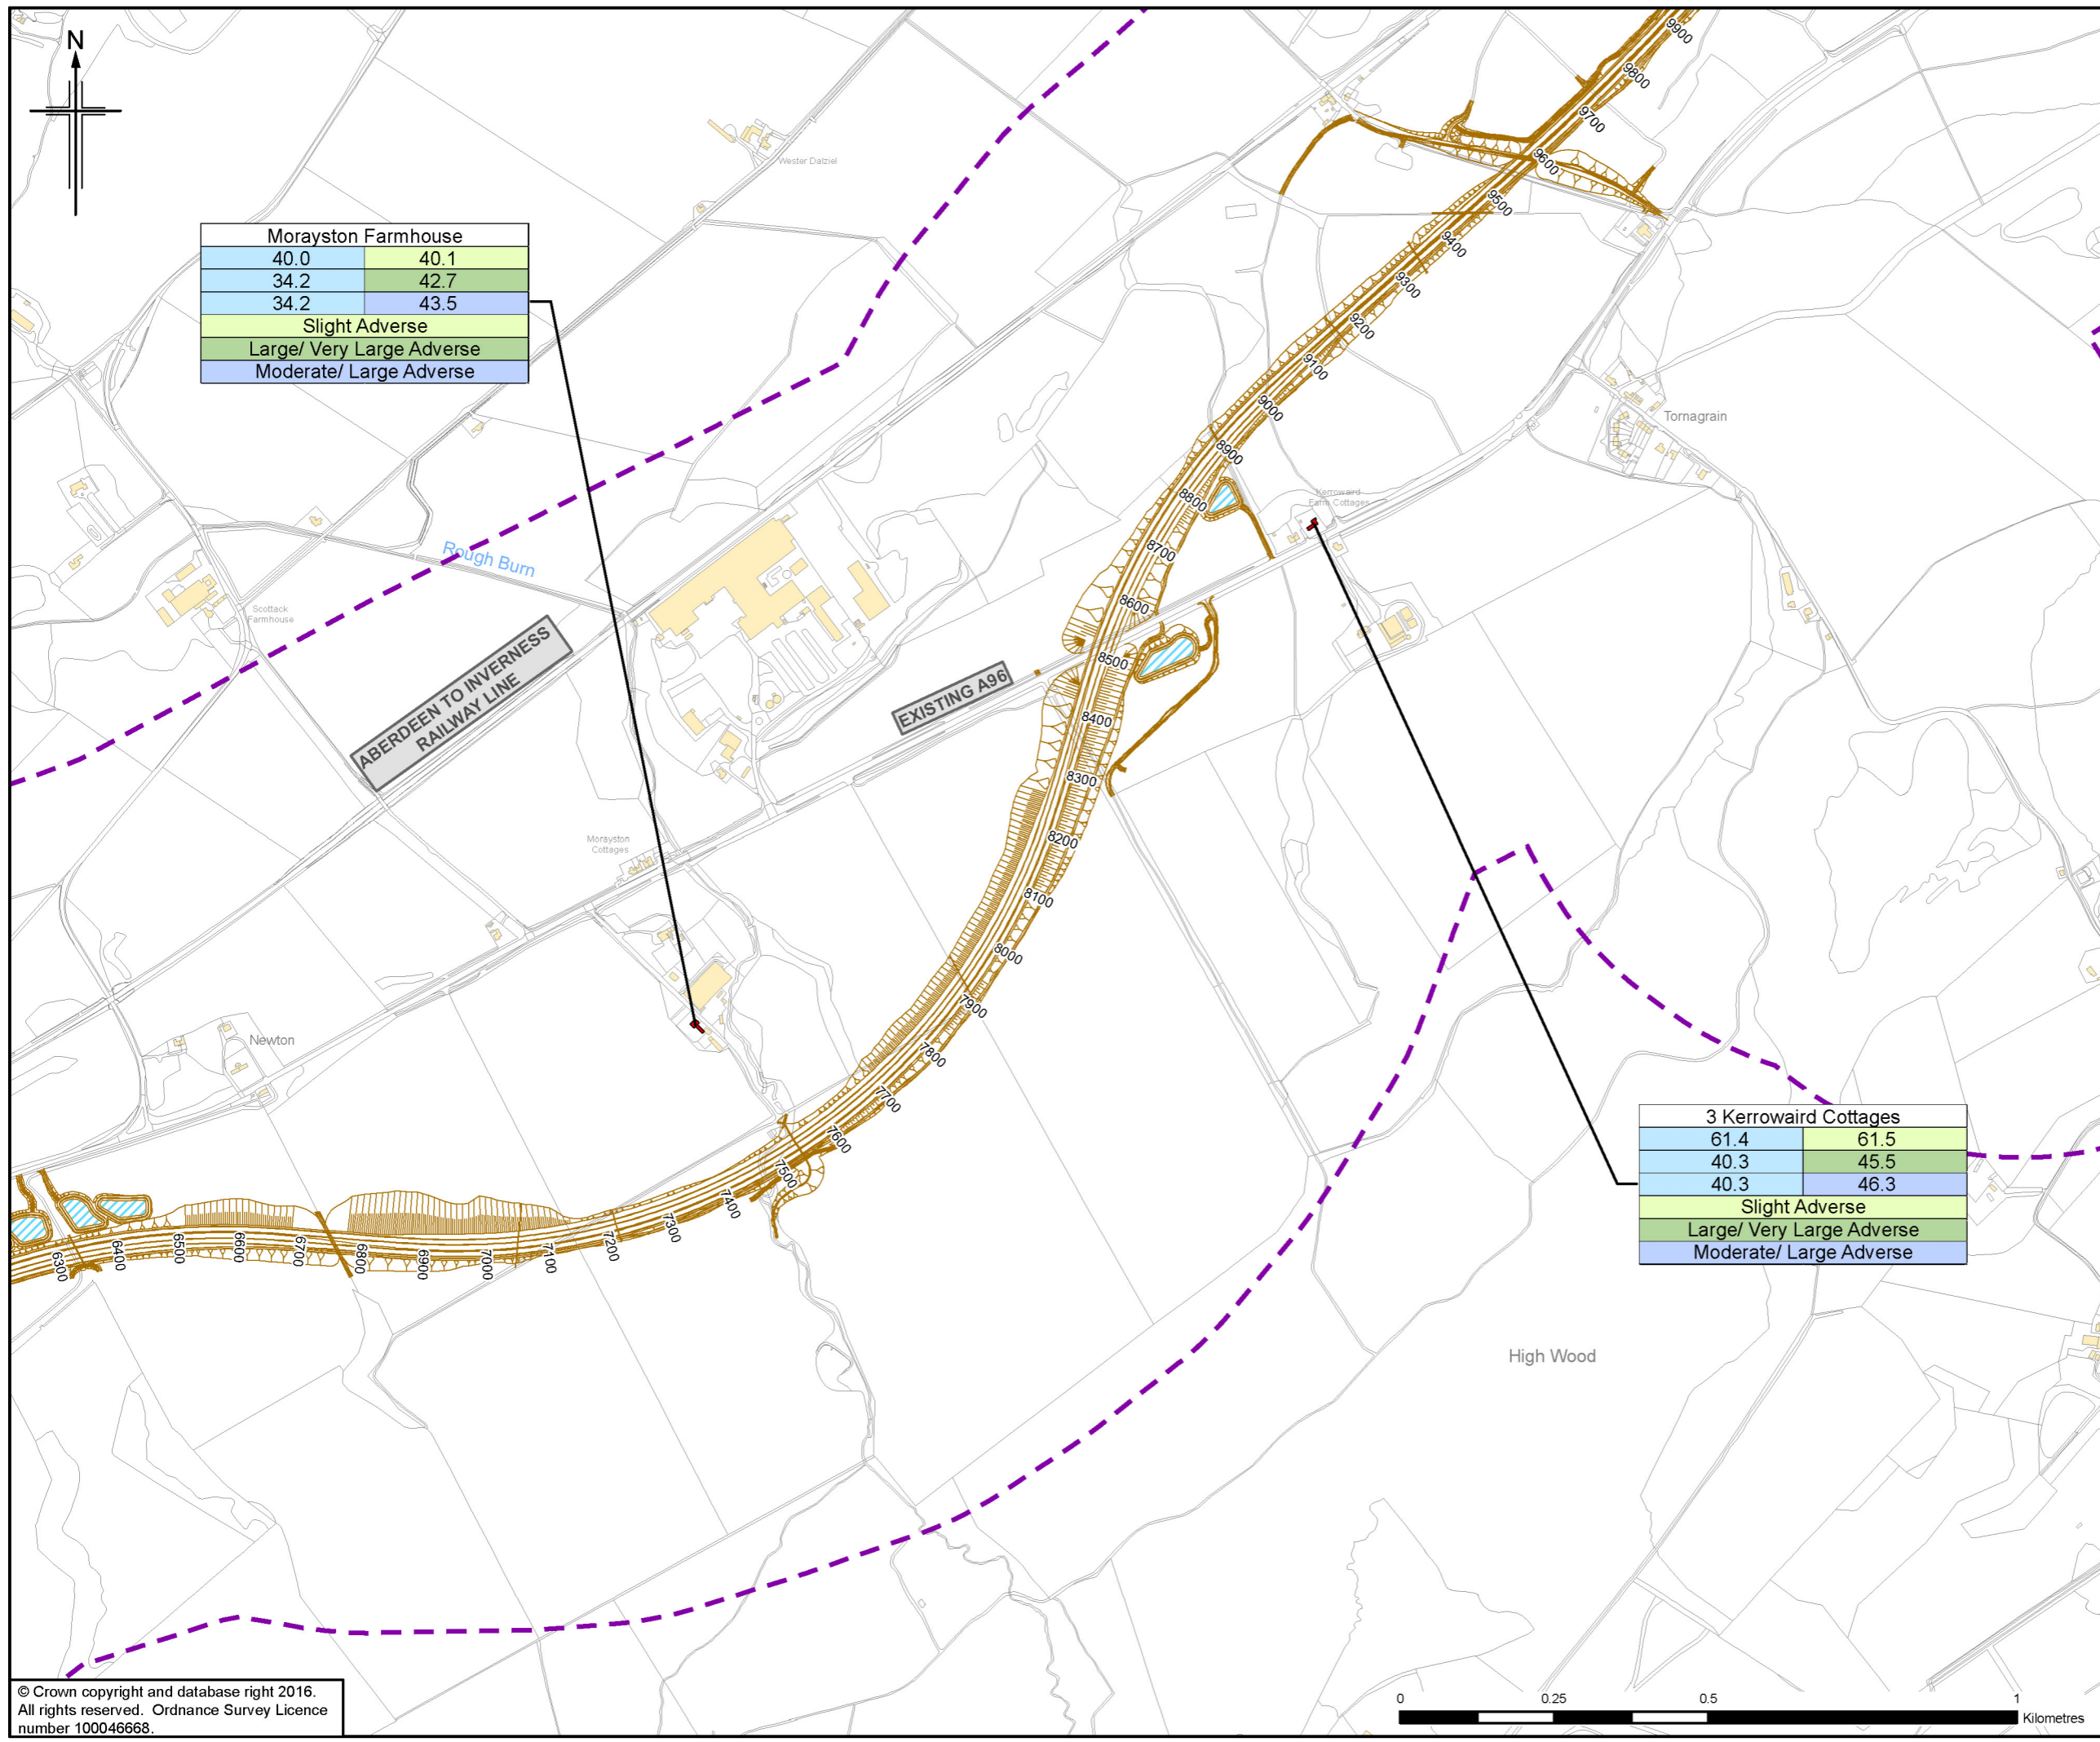 N
Wester Dalziel
Morayston Farmhouse
40.0 40.1
34.2 42.7
34.2 43.5
Slight Adverse
Large/ Very Large Adverse
Moderate/ Large Adverse
9900
9800
9700
9600
9500
9400
9300
9200
9100
9000
8900
8800
8700
8600
8500
8400
8300
8200
8100
8000
7900
7800
7700
7600
7500
7400
7300
7200
7100
7000
6900
6800
6700
6600
6500
6400
6300
Tornagrain
Kerrowaird
Farm Cottages
Rough Burn
Scottack
Farmhouse
ABERDEEN TO INVERNESS
RAILWAY LINE
EXISTING A96
Morayston
Cottages
Newton
3 Kerrowaird Cottages
61.4 61.5
40.3 45.5
40.3 46.3
Slight Adverse
Large/ Very Large Adverse
Moderate/ Large Adverse
High Wood
© Crown copyright and database right 2016.
All rights reserved. Ordnance Survey Licence
number 100046668.
0 0.25 0.5 1
Kilometres